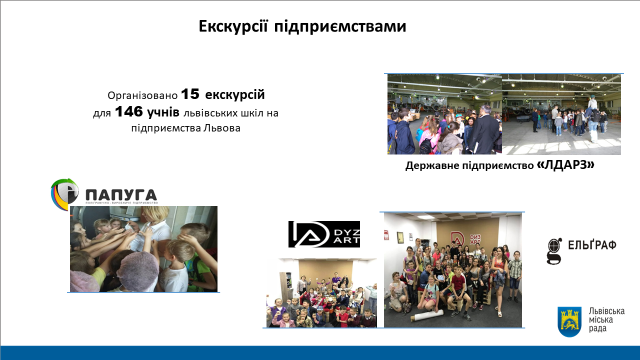 Екскурсії підприємствами
Організовано 15 екскурсій
для 146 учнів львівських шкіл на
підприємства Львова
Державне підприємство «ЛДАРЗ»
ПАПУГА
DYZ
ART
ЕЛЬҐРАФ
Львівська
міська
рада